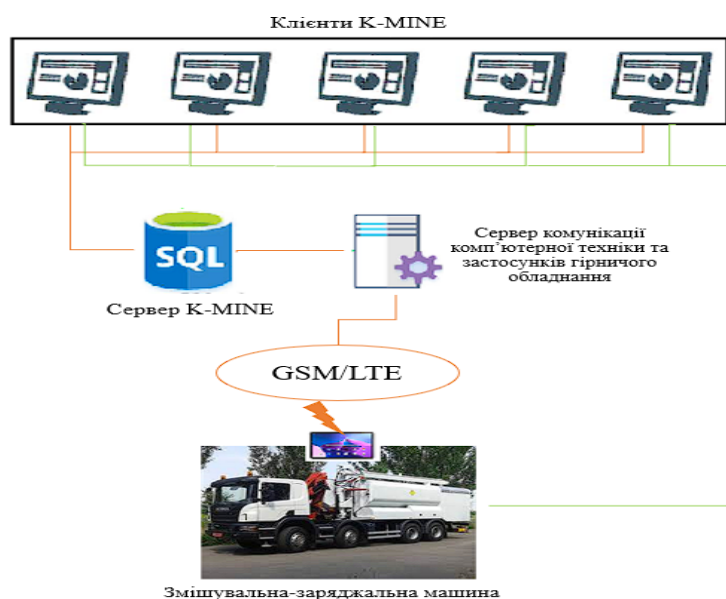 Клієнти K-MINE
SQL
Сервер K-MINE
Сервер комунікації
комп’ютерної техніки та
застосунків гірничого
обладнання
GSM/LTE
Змішувальна-заряджальна машина